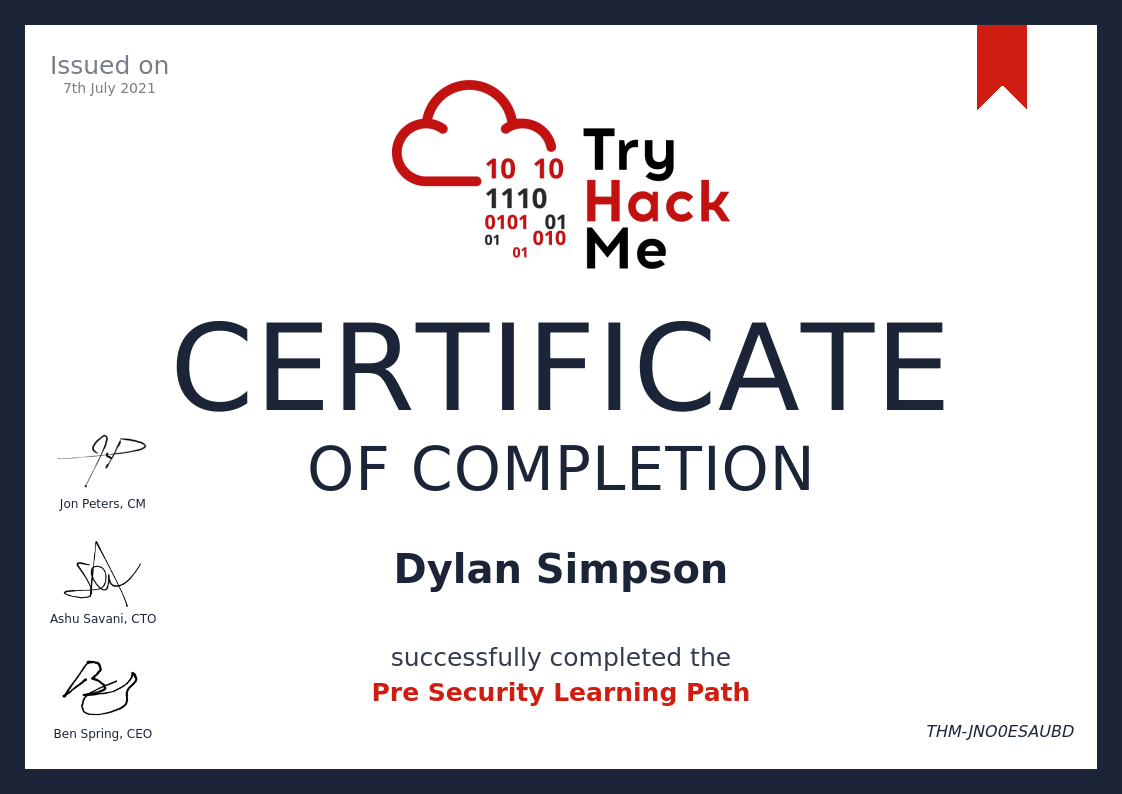 Issued on
7th July 2021
10 10
1110
0101 01
01 010
01
Try
Hack
Me
CERTIFICATE
OF COMPLETION
Jon Peters, CM
Dylan Simpson
Ashu Savani, CTO
successfully completed the
Pre Security Learning Path
Ben Spring, CEO
THM-JNO0ESAUBD